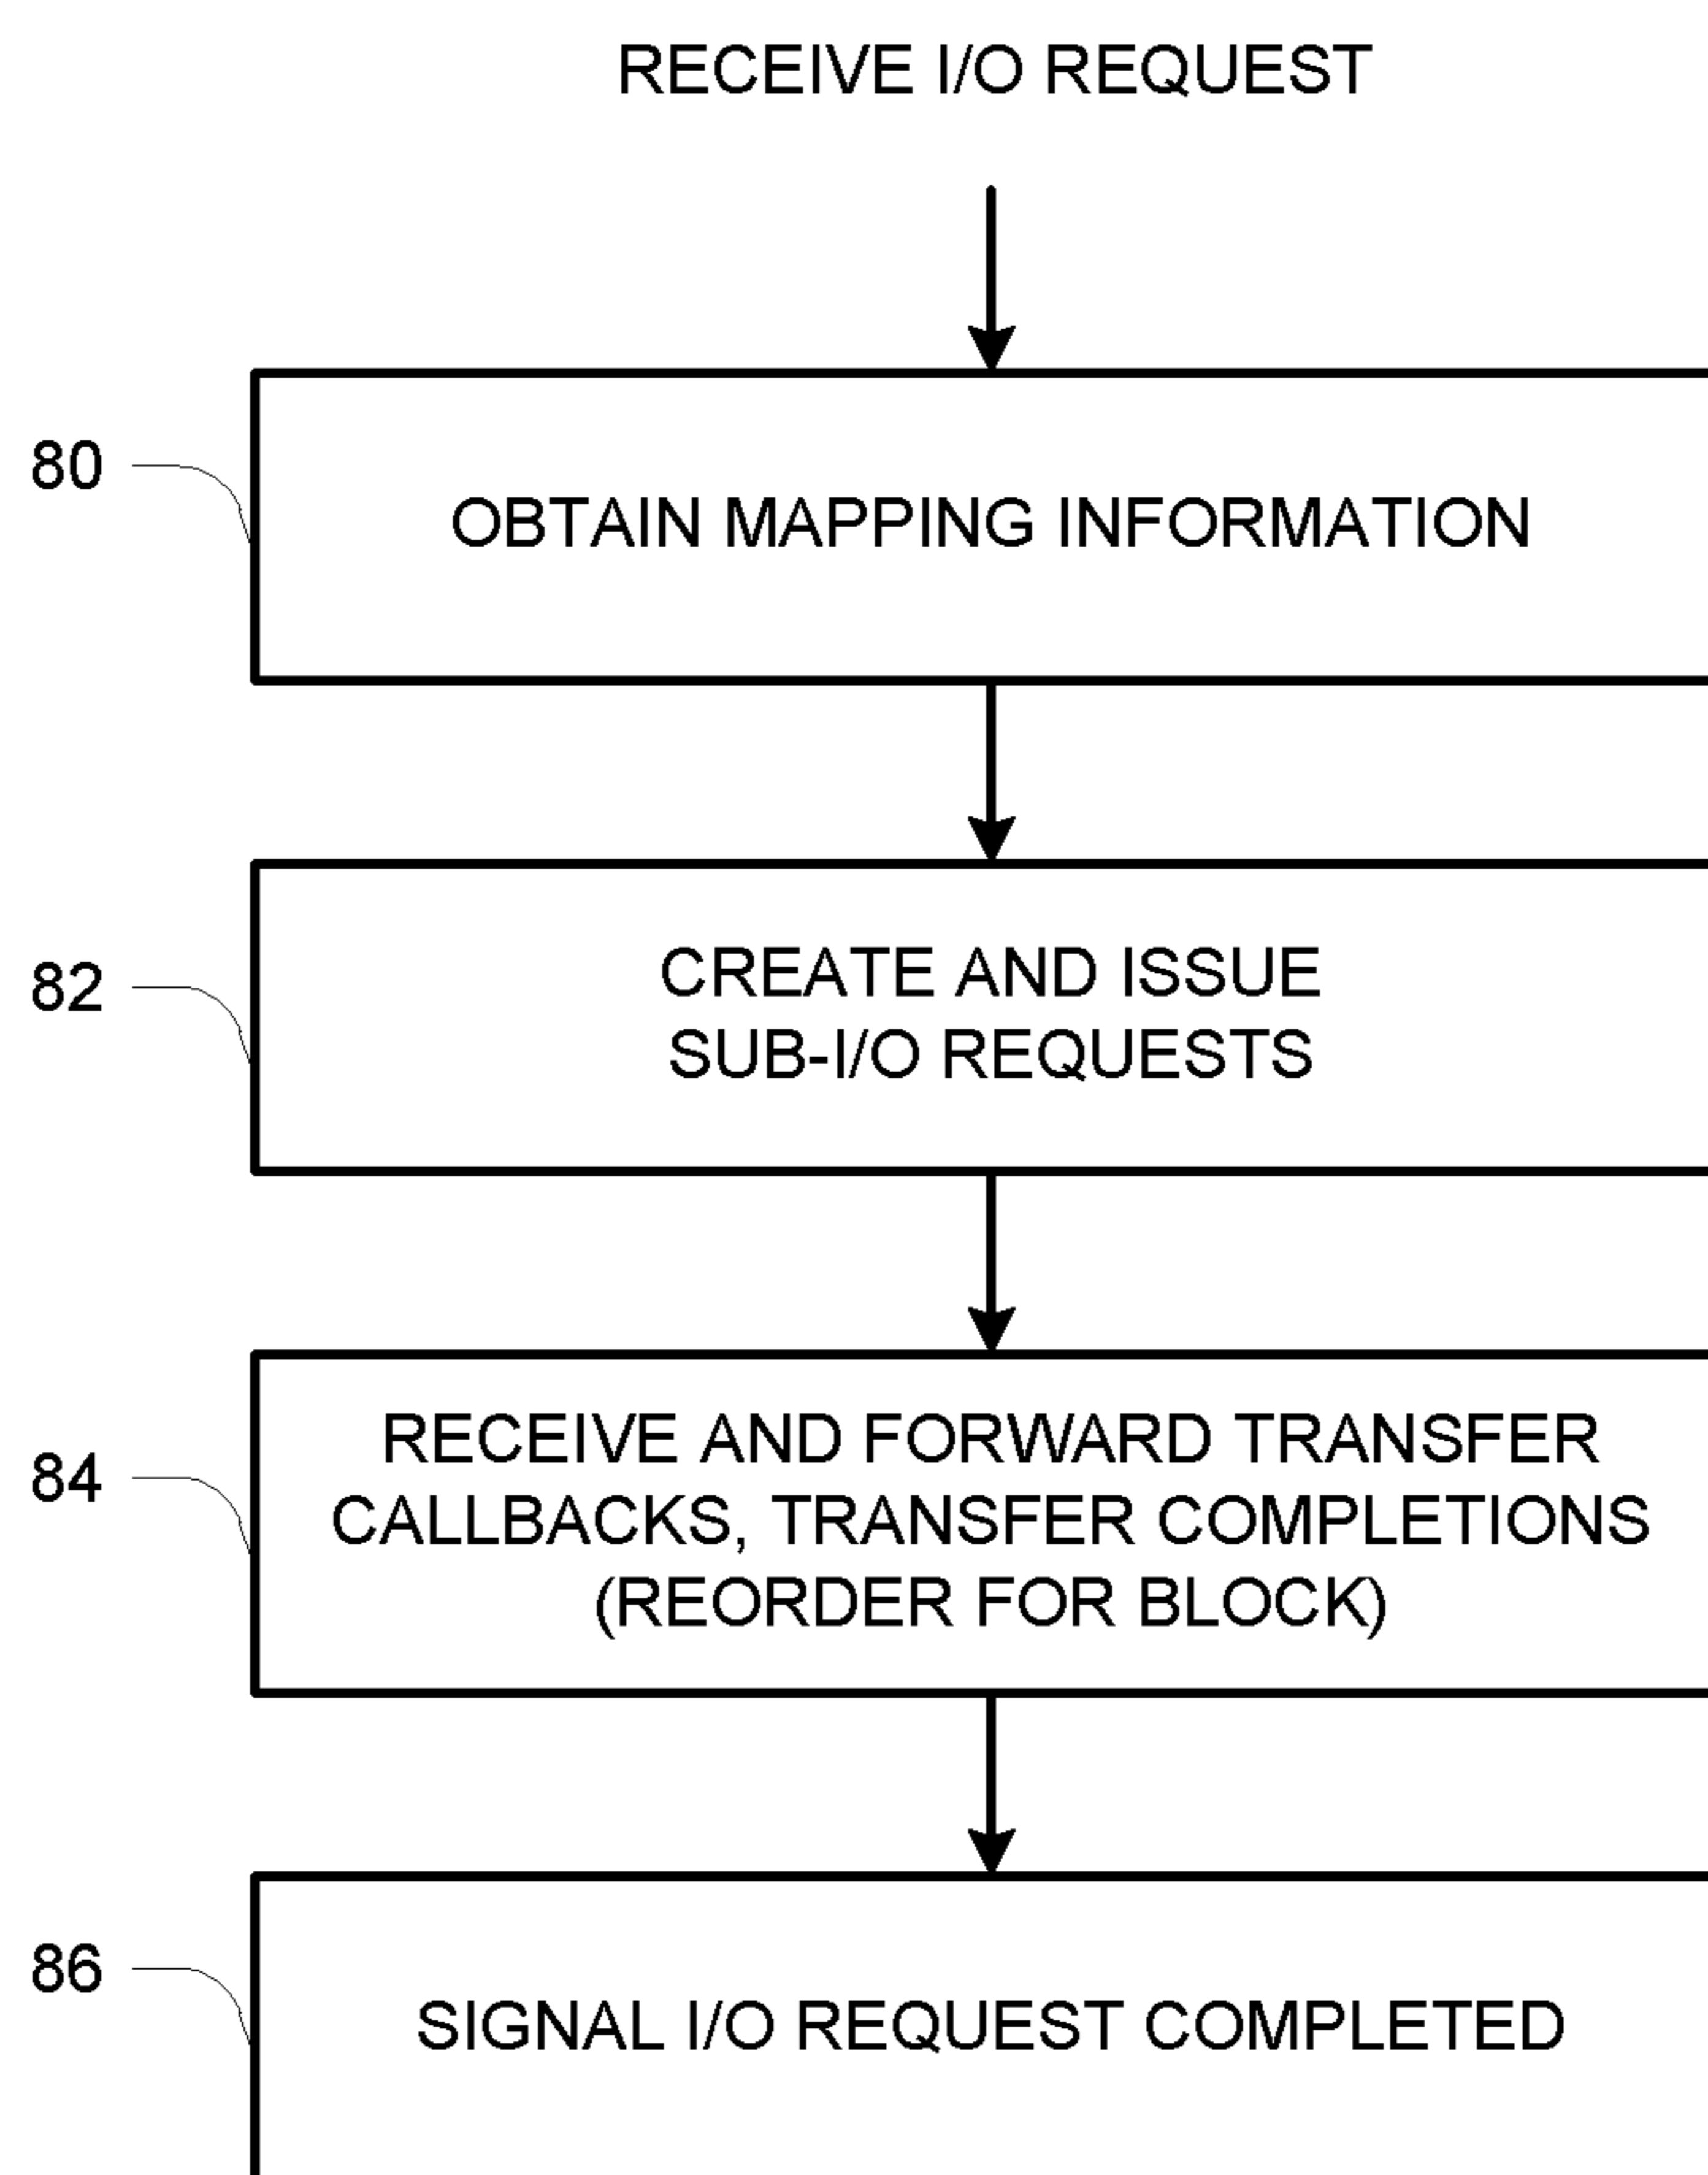 RECEIVE I/O REQUEST
80
OBTAIN MAPPING INFORMATION
82
CREATE AND ISSUE
SUB-I/O REQUESTS
84
RECEIVE AND FORWARD TRANSFER
CALLBACKS, TRANSFER COMPLETIONS
(REORDER FOR BLOCK)
86
SIGNAL I/O REQUEST COMPLETED